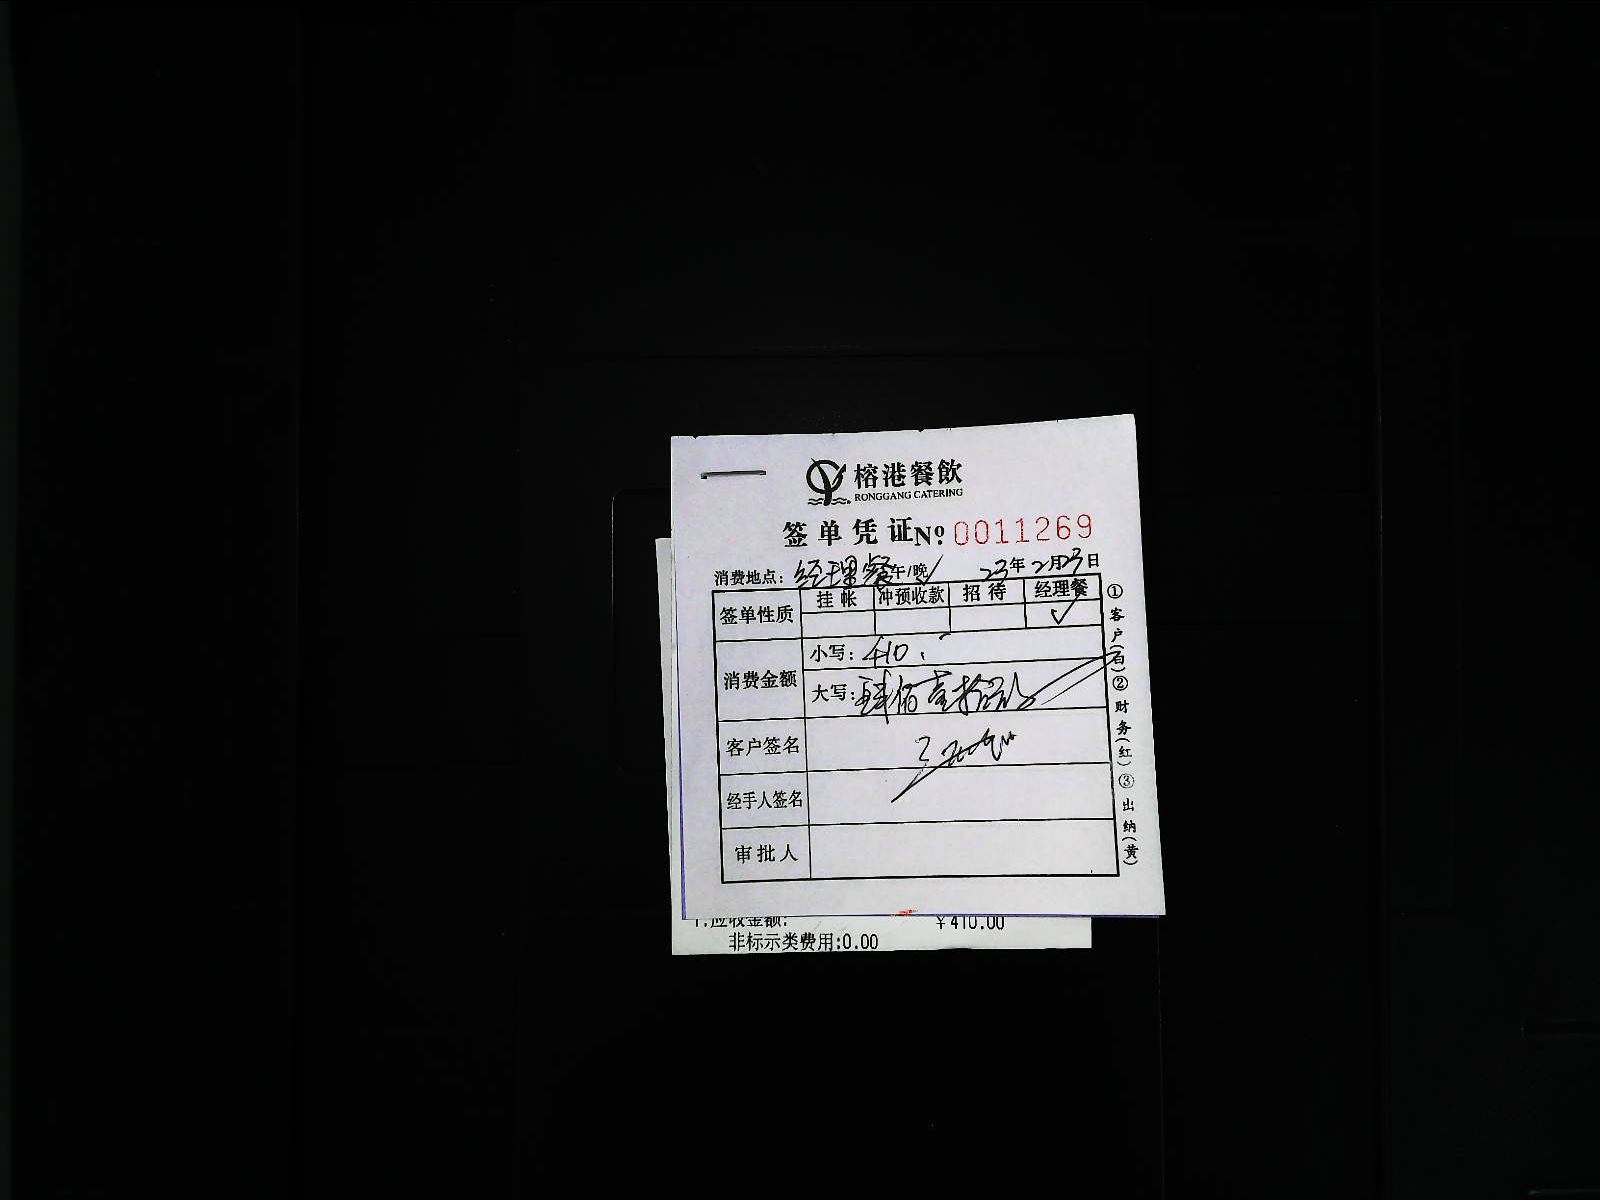 榕港餐飲
RONGGANG CATERING
签单凭证No: 0011269
消费地点: 经理餐 午/晚✓ 23年2月23日
签单性质 挂帐 冲预收款 招待 经理餐
✓
消费金额 小写: 410.-
大写: 肆佰壹拾元
客户签名
经手人签名
审批人
①客户(白)②财务(红)③出纳(黄)
1.应收金额: ¥410.00
非标示类费用:0.00